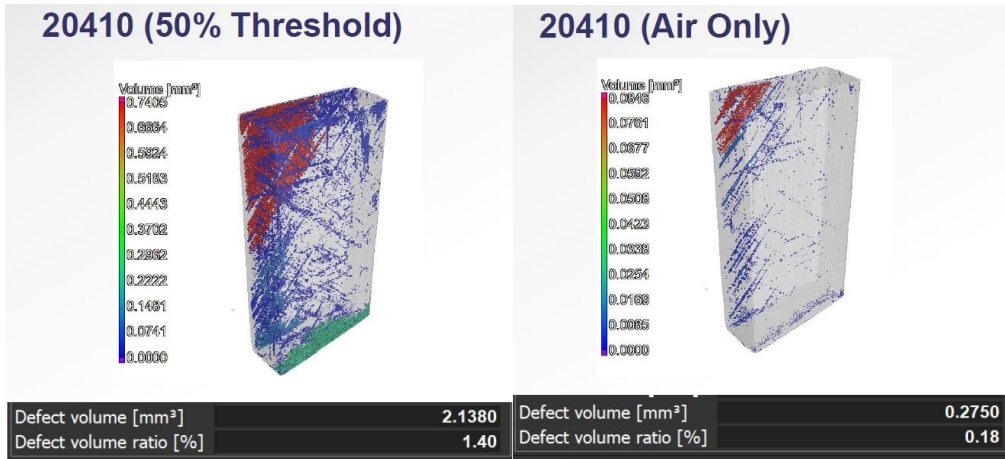 20410 (50% Threshold)
Volume [mm³]
0.7405
0.6664
0.5924
0.5183
0.4443
0.3702
0.2962
0.2222
0.1481
0.0741
0.0000
Defect volume [mm³] 2.1380
Defect volume ratio [%] 1.40
20410 (Air Only)
Volume [mm³]
0.0846
0.0761
0.0677
0.0592
0.0508
0.0423
0.0338
0.0254
0.0169
0.0085
0.0000
Defect volume [mm³] 0.2750
Defect volume ratio [%] 0.18